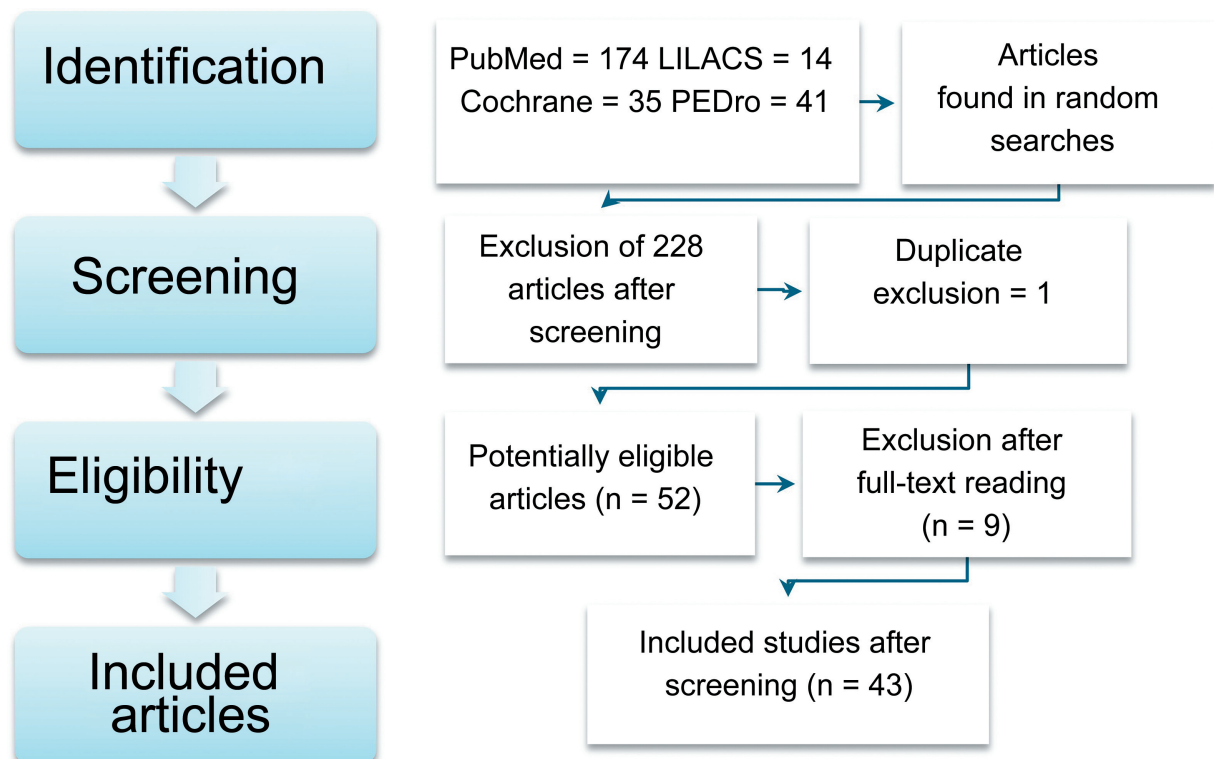 Identification
PubMed = 174 LILACS = 14
Cochrane = 35 PEDro = 41
Articles
found in random
searches
Screening
Exclusion of 228
articles after
screening
Duplicate
exclusion = 1
Eligibility
Potentially eligible
articles (n = 52)
Exclusion after
full-text reading
(n = 9)
Included
articles
Included studies after
screening (n = 43)